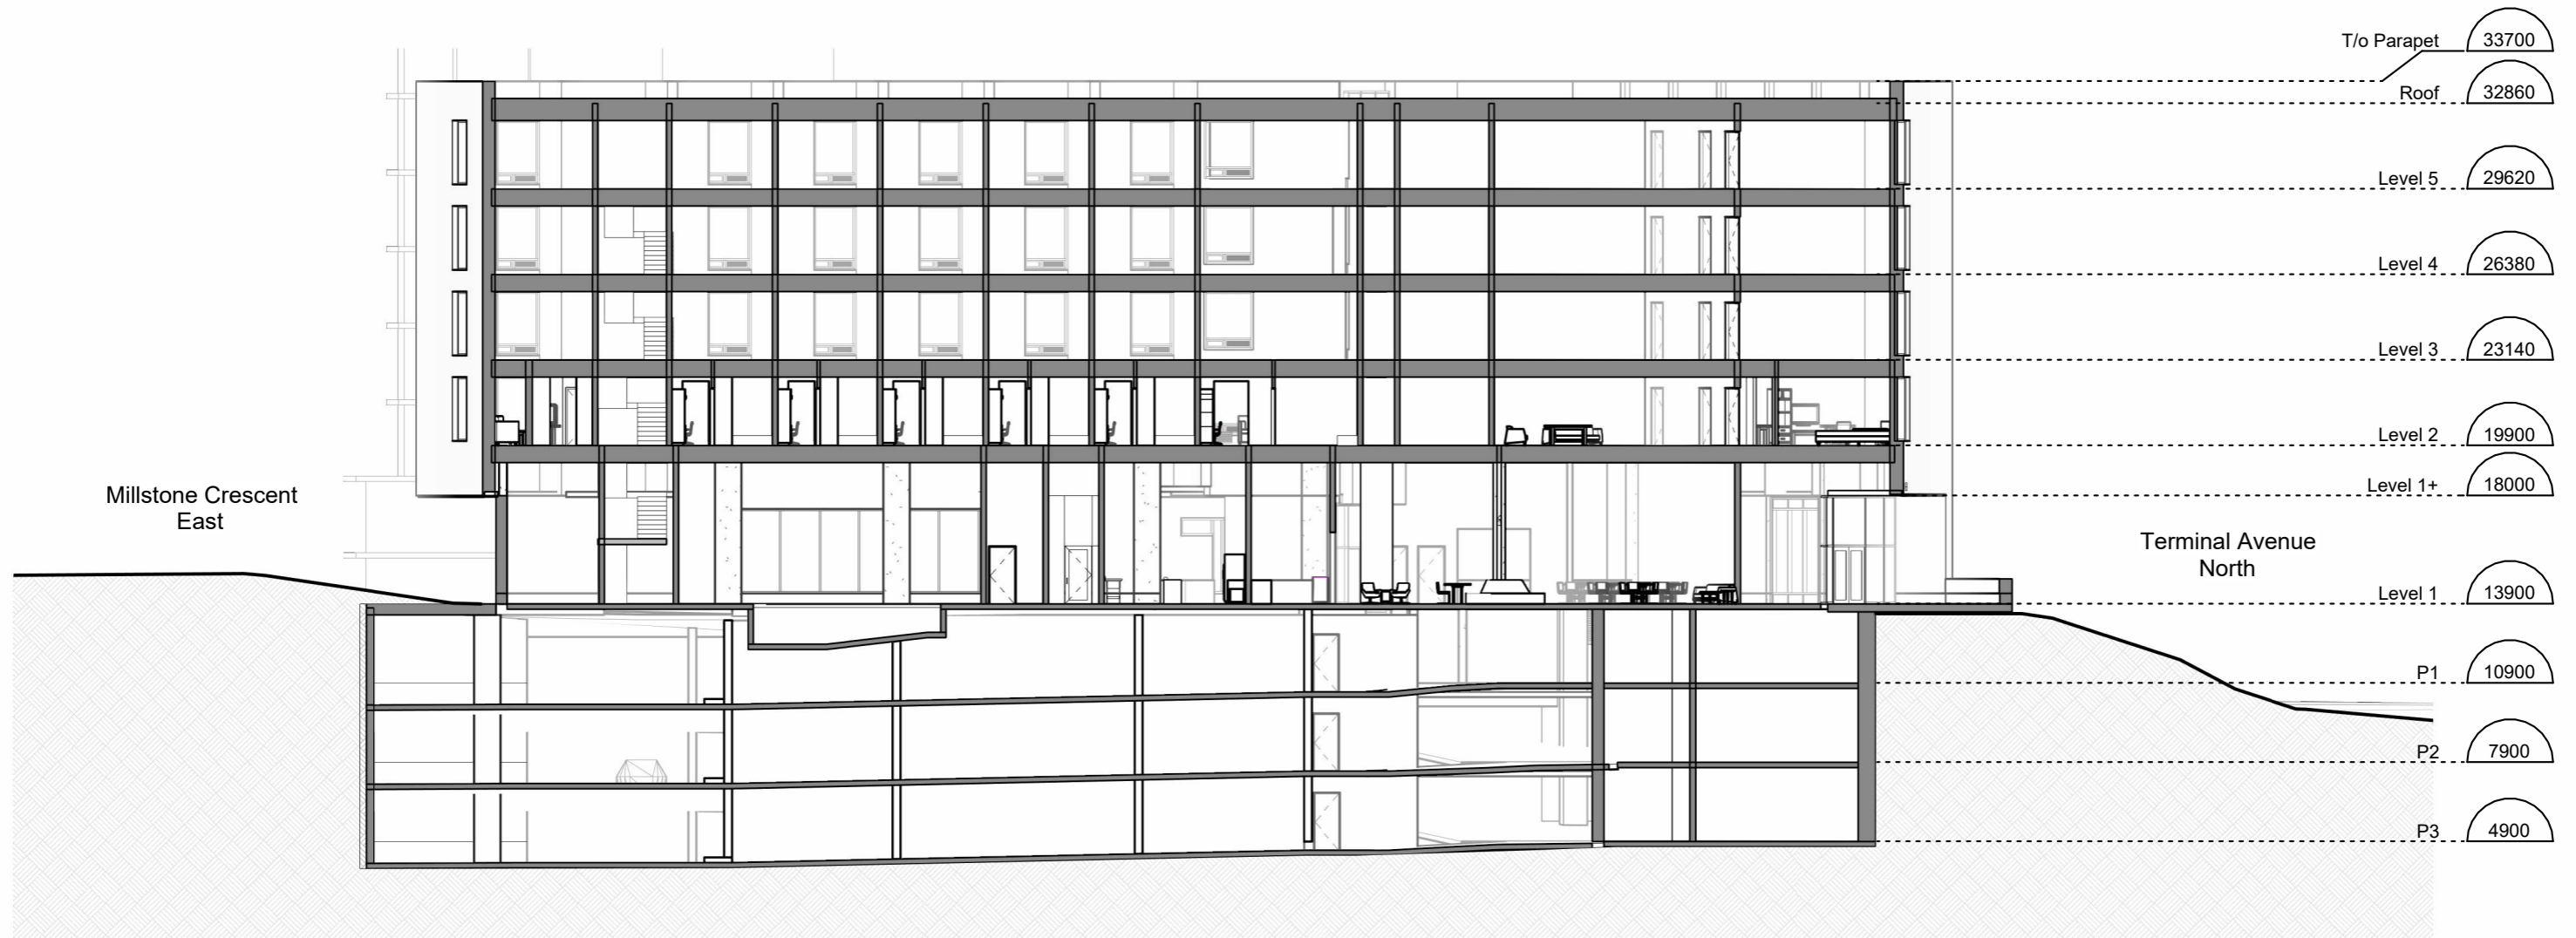 T/o Parapet 33700
Roof 32860
Level 5 29620
Level 4 26380
Level 3 23140
Level 2 19900
Level 1+ 18000
Millstone Crescent
East
Terminal Avenue
North
Level 1 13900
P1 10900
P2 7900
P3 4900